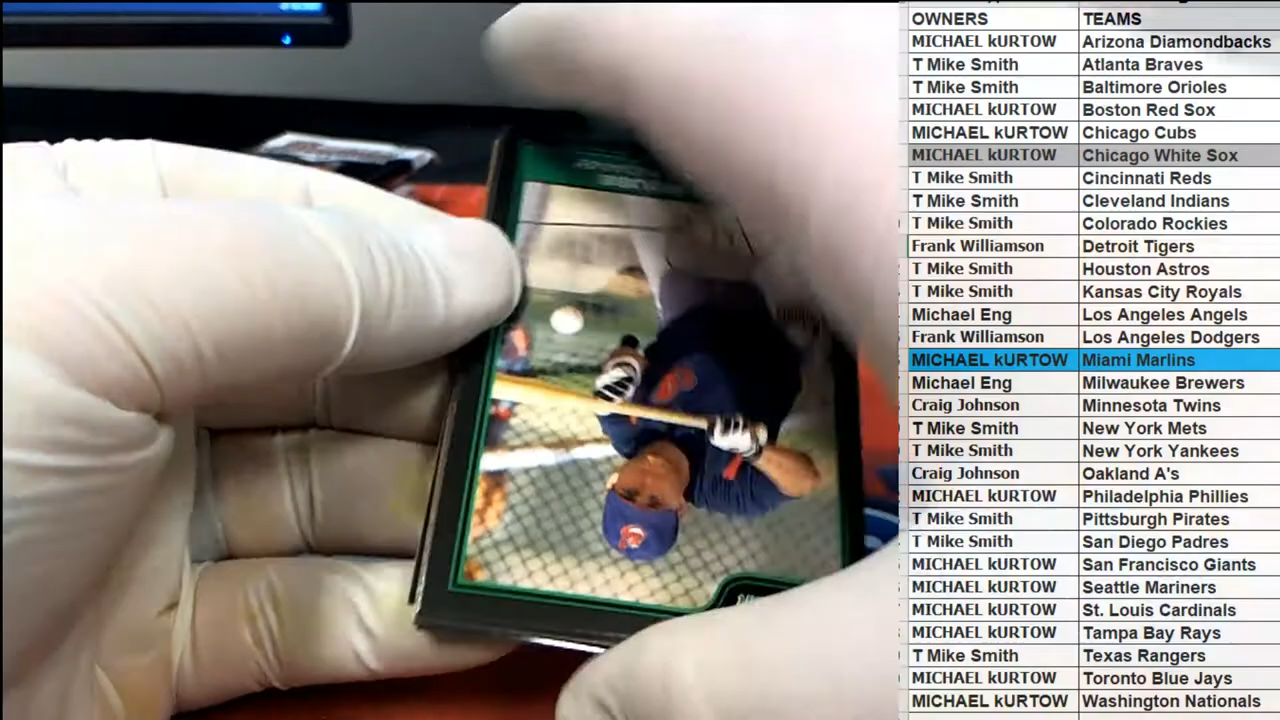 OWNERS TEAMS
MICHAEL kURTOW Arizona Diamondbacks
T Mike Smith Atlanta Braves
T Mike Smith Baltimore Orioles
MICHAEL kURTOW Boston Red Sox
MICHAEL kURTOW Chicago Cubs
MICHAEL kURTOW Chicago White Sox
T Mike Smith Cincinnati Reds
T Mike Smith Cleveland Indians
T Mike Smith Colorado Rockies
Frank Williamson Detroit Tigers
T Mike Smith Houston Astros
T Mike Smith Kansas City Royals
Michael Eng Los Angeles Angels
Frank Williamson Los Angeles Dodgers
MICHAEL kURTOW Miami Marlins
Michael Eng Milwaukee Brewers
Craig Johnson Minnesota Twins
T Mike Smith New York Mets
T Mike Smith New York Yankees
Craig Johnson Oakland A's
MICHAEL kURTOW Philadelphia Phillies
T Mike Smith Pittsburgh Pirates
T Mike Smith San Diego Padres
MICHAEL kURTOW San Francisco Giants
MICHAEL kURTOW Seattle Mariners
MICHAEL kURTOW St. Louis Cardinals
MICHAEL kURTOW Tampa Bay Rays
T Mike Smith Texas Rangers
MICHAEL kURTOW Toronto Blue Jays
MICHAEL kURTOW Washington Nationals